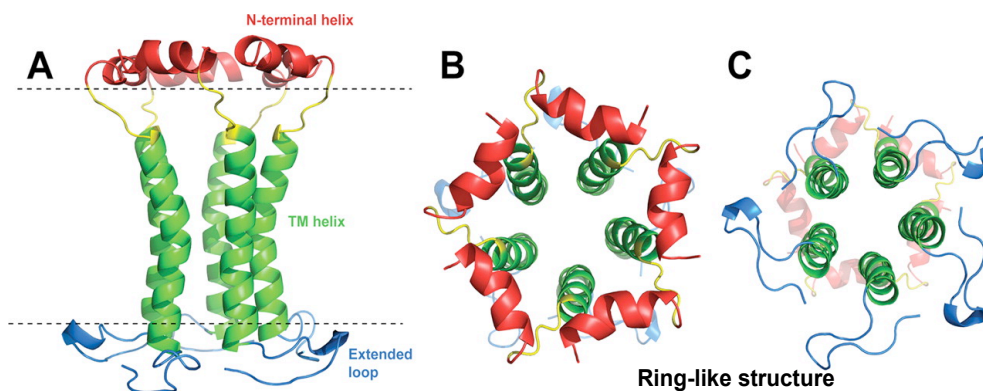 N-terminal helix
A
B
C
TM helix
Extended
loop
Ring-like structure